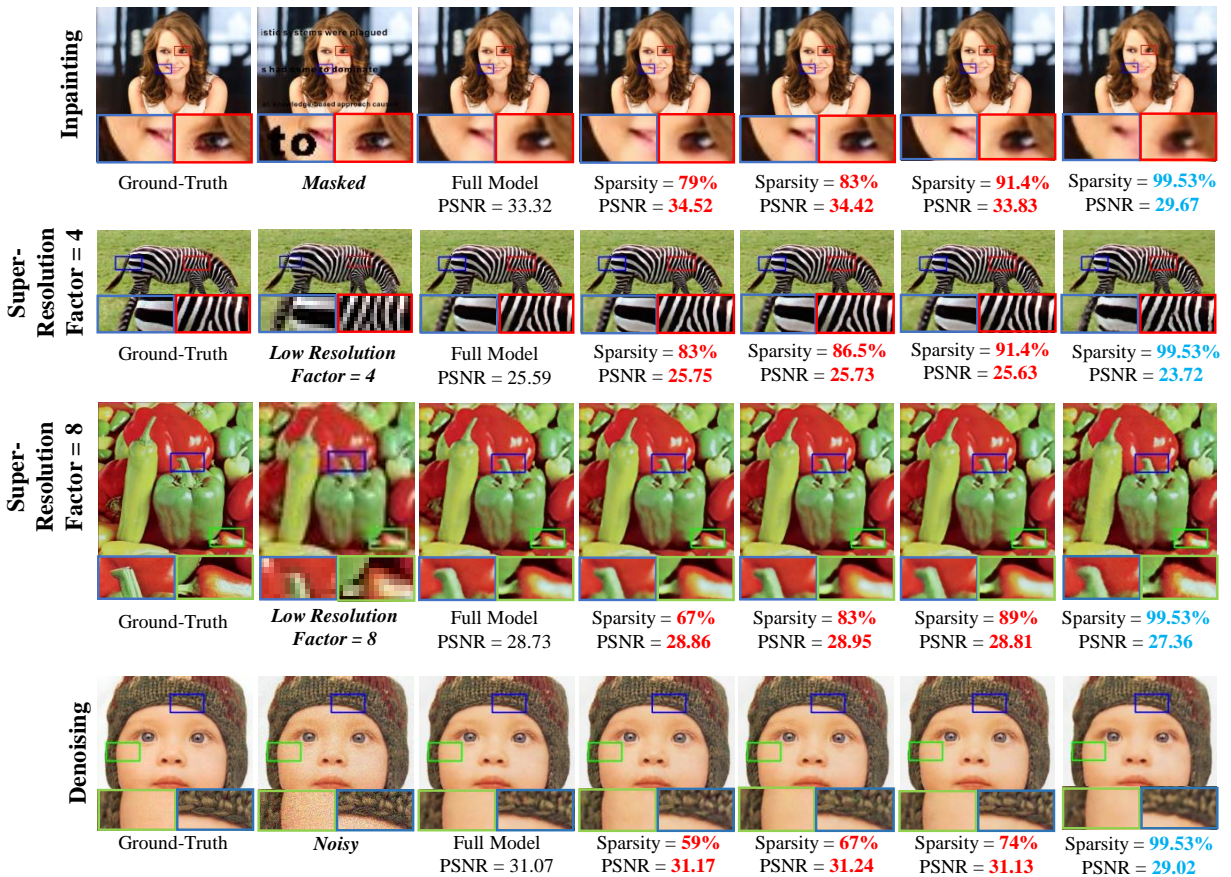 Inpainting
istic systems were plagued
s had came to dominate
knowledge-based approach cause
to
Ground-Truth
Masked
Full Model
PSNR = 33.32
Sparsity = 79%
PSNR = 34.52
Sparsity = 83%
PSNR = 34.42
Sparsity = 91.4%
PSNR = 33.83
Sparsity = 99.53%
PSNR = 29.67
Super-
Resolution
Factor = 4
Ground-Truth
Low Resolution
Factor = 4
Full Model
PSNR = 25.59
Sparsity = 83%
PSNR = 25.75
Sparsity = 86.5%
PSNR = 25.73
Sparsity = 91.4%
PSNR = 25.63
Sparsity = 99.53%
PSNR = 23.72
Super-
Resolution
Factor = 8
Ground-Truth
Low Resolution
Factor = 8
Full Model
PSNR = 28.73
Sparsity = 67%
PSNR = 28.86
Sparsity = 83%
PSNR = 28.95
Sparsity = 89%
PSNR = 28.81
Sparsity = 99.53%
PSNR = 27.36
Denoising
Ground-Truth
Noisy
Full Model
PSNR = 31.07
Sparsity = 59%
PSNR = 31.17
Sparsity = 67%
PSNR = 31.24
Sparsity = 74%
PSNR = 31.13
Sparsity = 99.53%
PSNR = 29.02